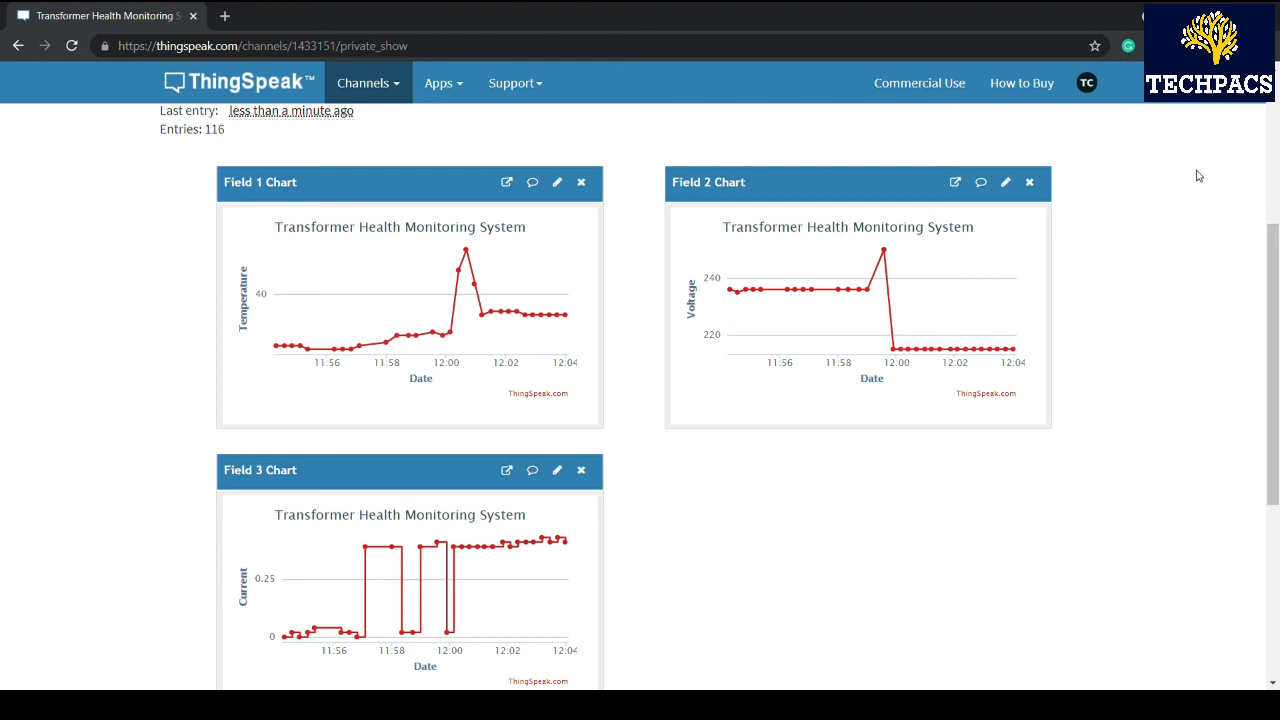 Transformer Health Monitoring S
https://thingspeak.com/channels/1433151/private_show
TECHPACS
ThingSpeak™ Channels Apps Support Commercial Use How to Buy TC
Last entry: less than a minute ago
Entries: 116
Field 1 Chart
Transformer Health Monitoring System
Temperature
40
11:56 11:58 12:00 12:02 12:04
Date
ThingSpeak.com
Field 2 Chart
Transformer Health Monitoring System
Voltage
240
220
11:56 11:58 12:00 12:02 12:04
Date
ThingSpeak.com
Field 3 Chart
Transformer Health Monitoring System
Current
0.25
0
11:56 11:58 12:00 12:02 12:04
Date
ThingSpeak.com